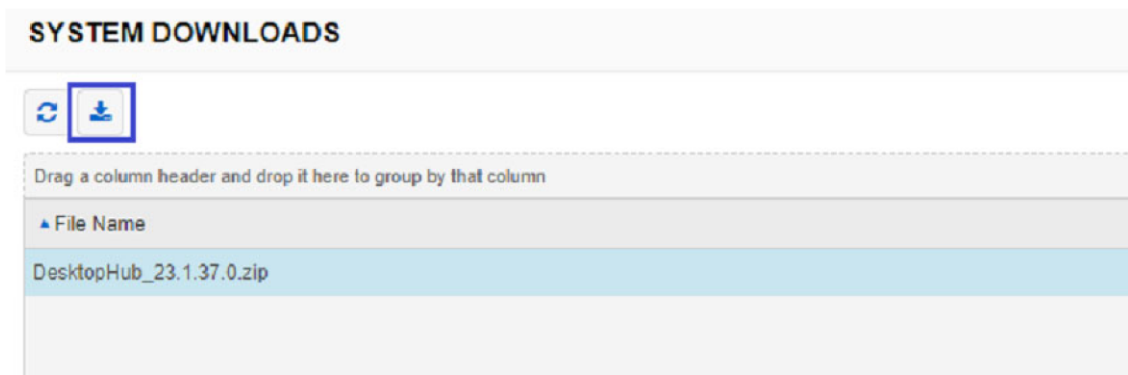 SYSTEM DOWNLOADS
Drag a column header and drop it here to group by that column
File Name
DesktopHub_23.1.37.0.zip